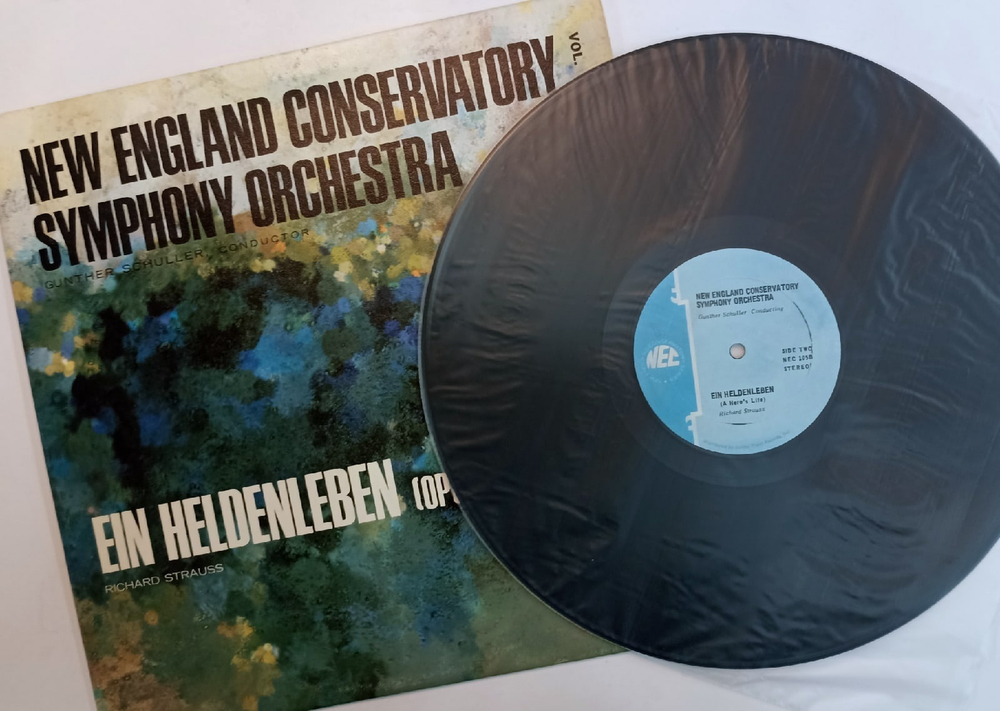 VOL.
NEW ENGLAND CONSERVATORY
SYMPHONY ORCHESTRA
GUNTHER SCHULLER, CONDUCTOR
EIN HELDENLEBEN (OP
RICHARD STRAUSS
NEW ENGLAND CONSERVATORY
SYMPHONY ORCHESTRA
Gunther Schuller Conducting
NEC
SIDE TWO
STEREO
EIN HELDENLEBEN
(A Hero's Life)
Richard Strauss